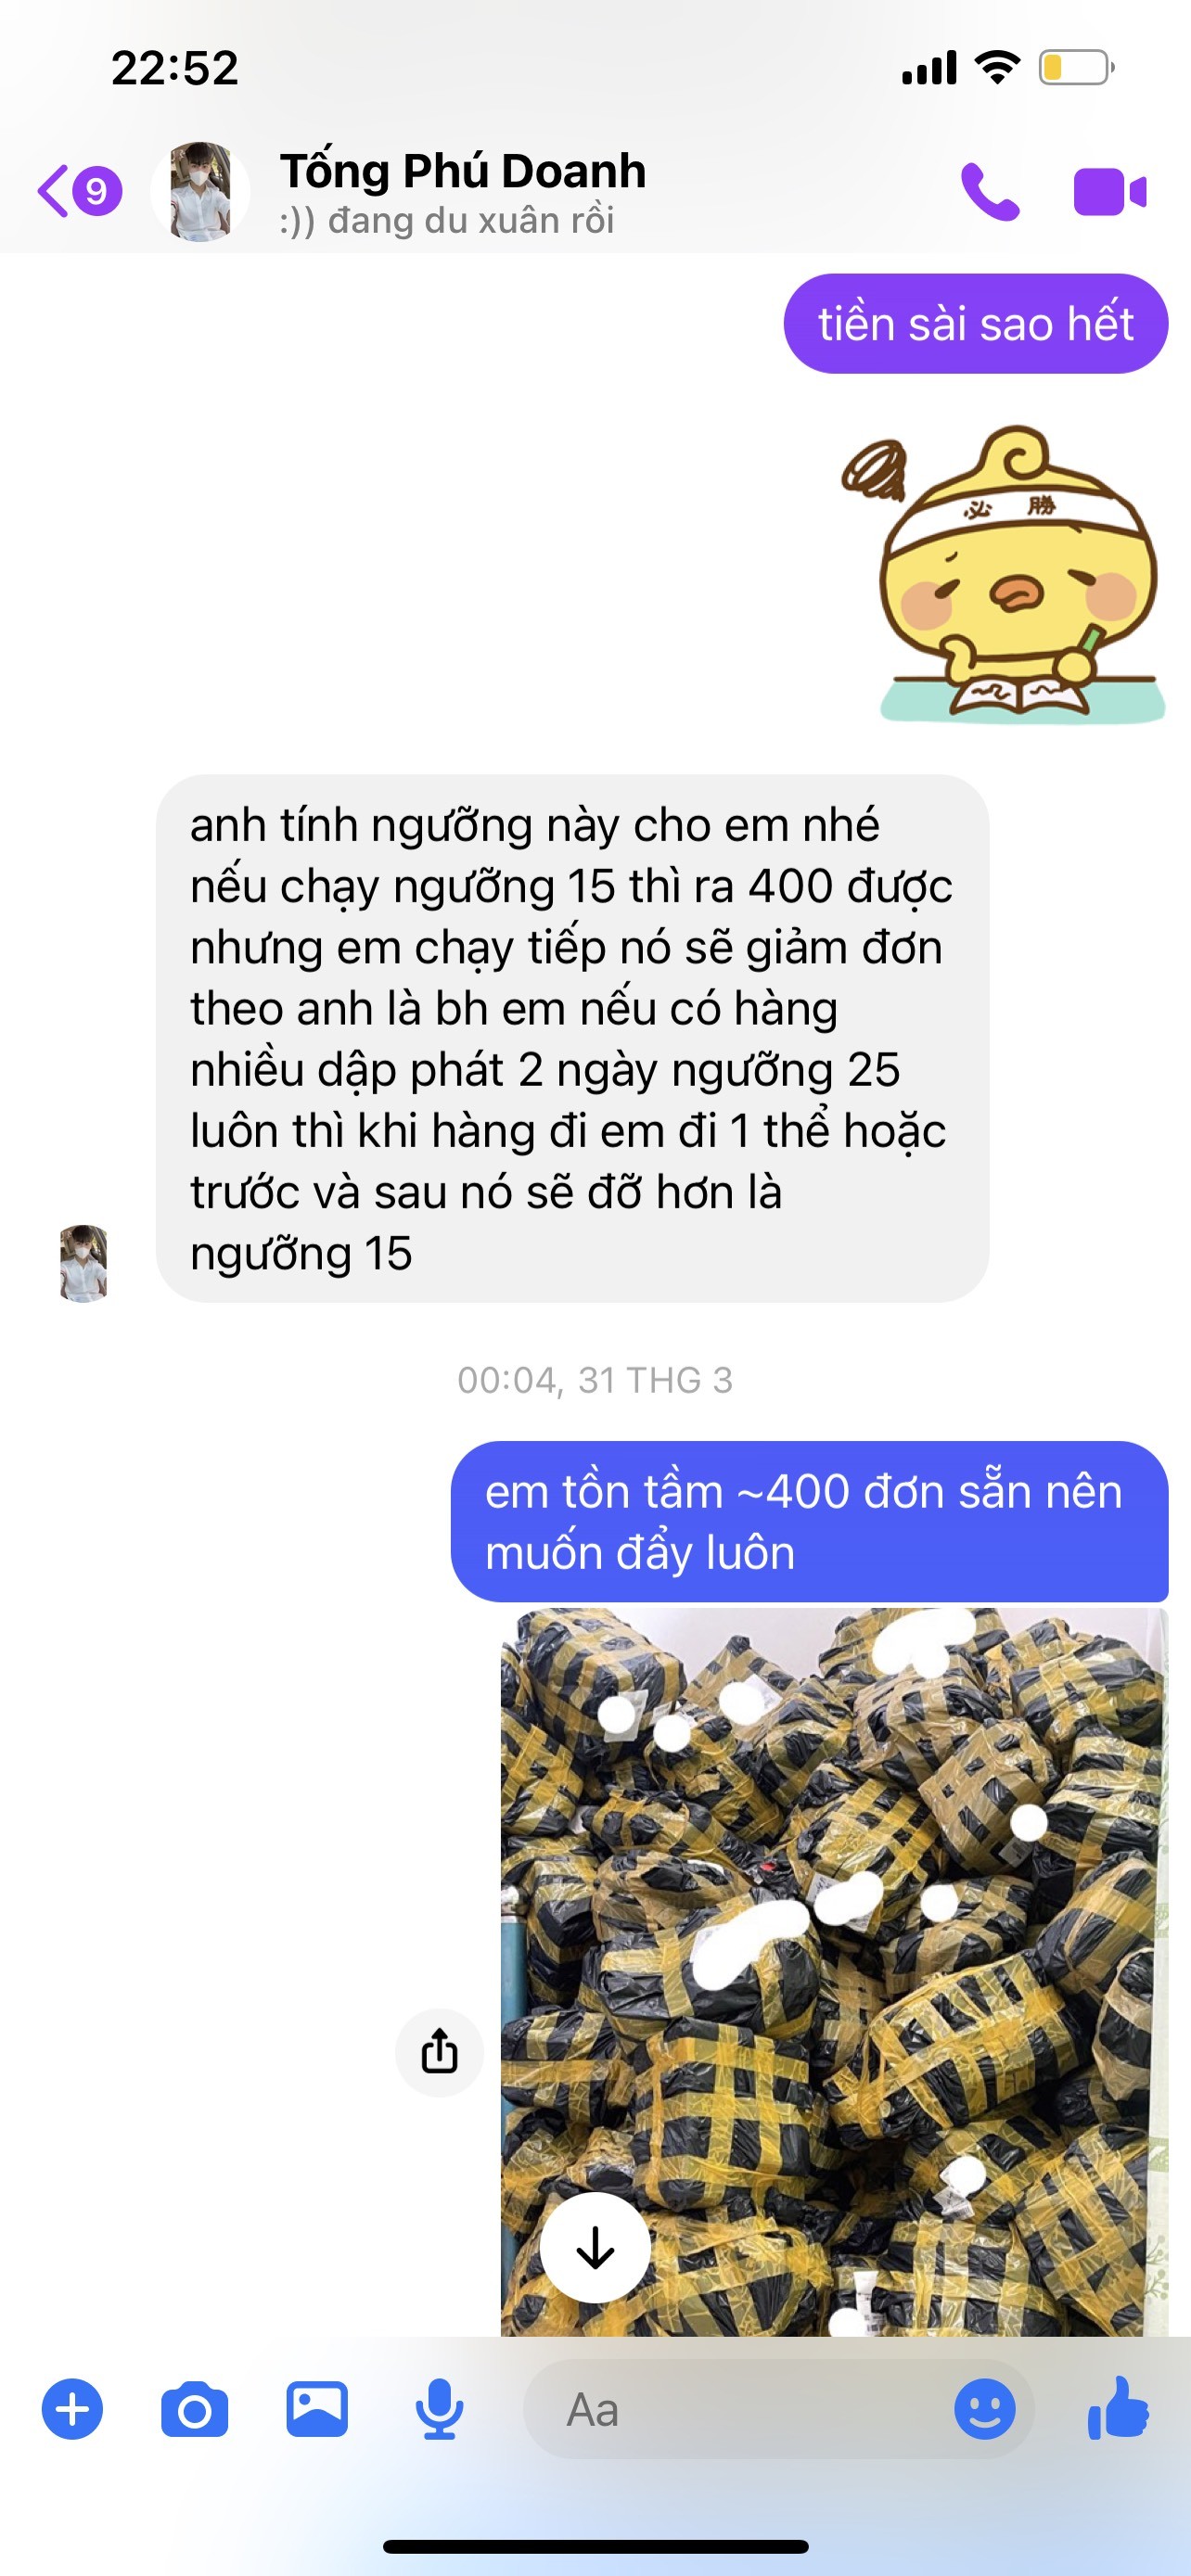 22:52
9
Tống Phú Doanh
:)) đang du xuân rồi
tiền sài sao hết
必 勝
anh tính ngưỡng này cho em nhé
nếu chạy ngưỡng 15 thì ra 400 được
nhưng em chạy tiếp nó sẽ giảm đơn
theo anh là bh em nếu có hàng
nhiều dập phát 2 ngày ngưỡng 25
luôn thì khi hàng đi em đi 1 thể hoặc
trước và sau nó sẽ đỡ hơn là
ngưỡng 15
00:04, 31 THG 3
em tồn tầm ~400 đơn sẵn nên
muốn đẩy luôn
Aa